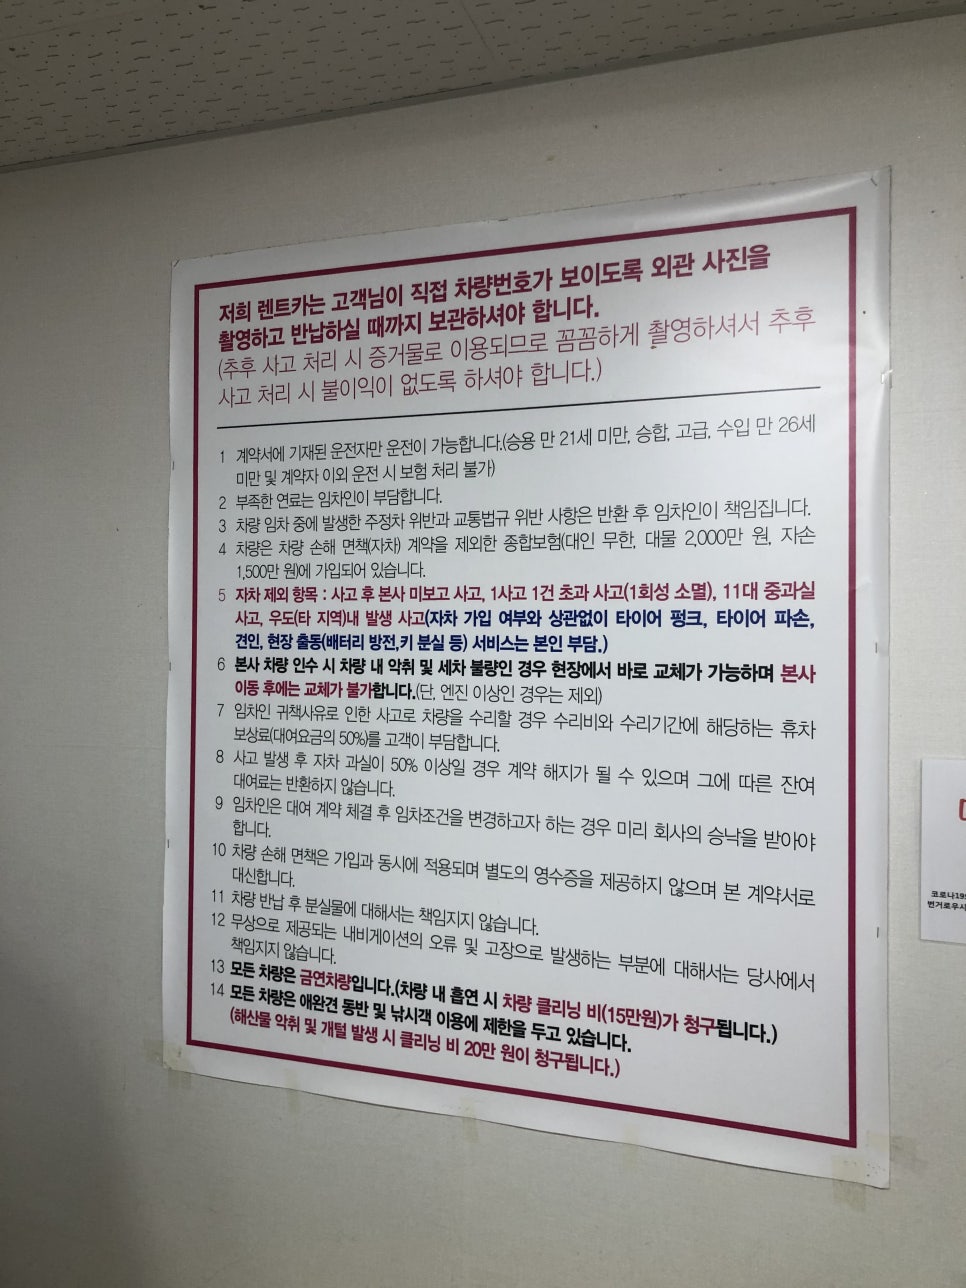 저희 렌트카는 고객님이 직접 차량번호가 보이도록 외관 사진을
촬영하고 반납하실 때까지 보관하셔야 합니다.
(추후 사고 처리 시 증거물로 이용되므로 꼼꼼하게 촬영하셔서 추후
사고 처리 시 불이익이 없도록 하셔야 합니다.)
1 계약서에 기재된 운전자만 운전이 가능합니다.(승용 만 21세 미만, 승합, 고급, 수입 만 26세
미만 및 계약자 이외 운전 시 보험 처리 불가)
2 부족한 연료는 임차인이 부담합니다.
3 차량 임차 중에 발생한 주정차 위반과 교통법규 위반 사항은 반환 후 임차인이 책임집니다.
4 차량은 차량 손해 면책(자차) 계약을 제외한 종합보험(대인 무한, 대물 2,000만 원, 자손
1,500만 원)에 가입되어 있습니다.
5 자차 제외 항목 : 사고 후 본사 미보고 사고, 1사고 1건 초과 사고(1회성 소멸), 11대 중과실
사고, 우도(타 지역)내 발생 사고(자차 가입 여부와 상관없이 타이어 펑크, 타이어 파손,
견인, 현장 출동(배터리 방전,키 분실 등) 서비스는 본인 부담.)
6 본사 차량 인수 시 차량 내 악취 및 세차 불량인 경우 현장에서 바로 교체가 가능하며 본사
이동 후에는 교체가 불가합니다.(단, 엔진 이상인 경우는 제외)
7 임차인 귀책사유로 인한 사고로 차량을 수리할 경우 수리비와 수리기간에 해당하는 휴차
보상료(대여요금의 50%)를 고객이 부담합니다.
8 사고 발생 후 자차 과실이 50% 이상일 경우 계약 해지가 될 수 있으며 그에 따른 잔여
대여료는 반환하지 않습니다.
9 임차인은 대여 계약 체결 후 임차조건을 변경하고자 하는 경우 미리 회사의 승낙을 받아야
합니다.
10 차량 손해 면책은 가입과 동시에 적용되며 별도의 영수증을 제공하지 않으며 본 계약서로
대신합니다.
11 차량 반납 후 분실물에 대해서는 책임지지 않습니다.
12 무상으로 제공되는 내비게이션의 오류 및 고장으로 발생하는 부분에 대해서는 당사에서
책임지지 않습니다.
13 모든 차량은 금연차량입니다.(차량 내 흡연 시 차량 클리닝 비(15만원)가 청구됩니다.)
14 모든 차량은 애완견 동반 및 낚시객 이용에 제한을 두고 있습니다.
(해산물 악취 및 개털 발생 시 클리닝 비 20만 원이 청구됩니다.)
코로나19
번거로우시